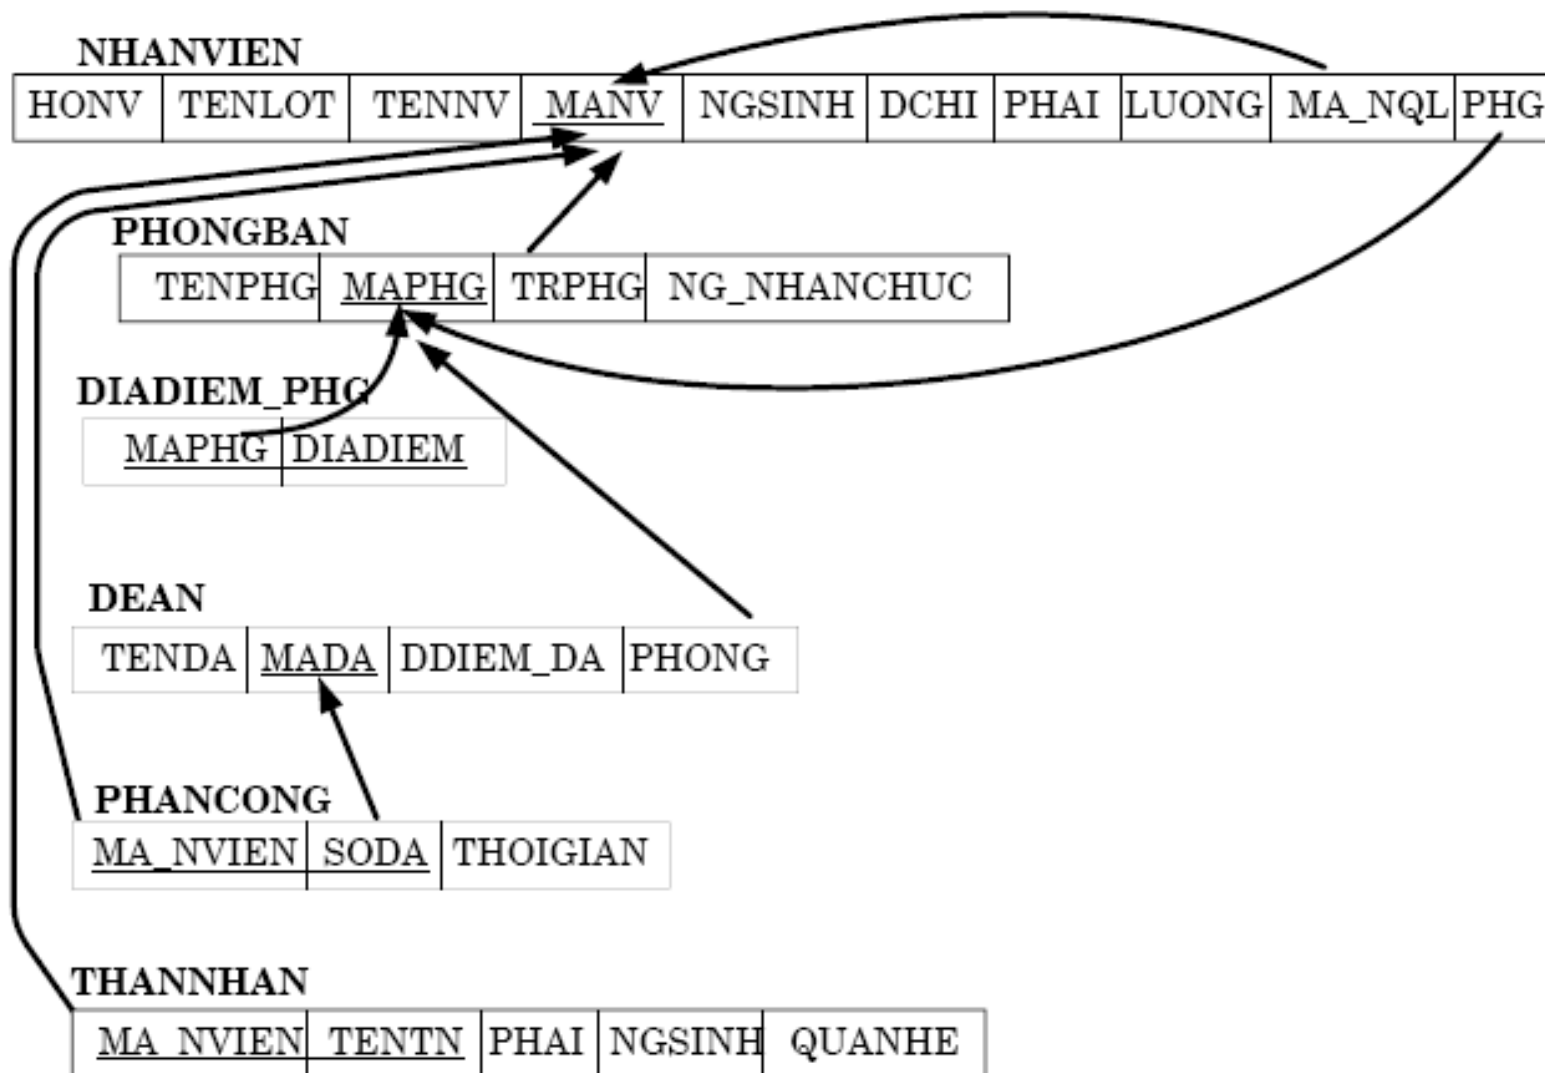 NHANVIEN
HONV TENLOT TENNV MANV NGSINH DCHI PHAI LUONG MA_NQL PHG
PHONGBAN
TENPHG MAPHG TRPHG NG_NHANCHUC
DIADIEM_PHG
MAPHG DIADIEM
DEAN
TENDA MADA DDIEM_DA PHONG
PHANCONG
MA_NVIEN SODA THOIGIAN
THANNHAN
MA_NVIEN TENTN PHAI NGSINH QUANHE